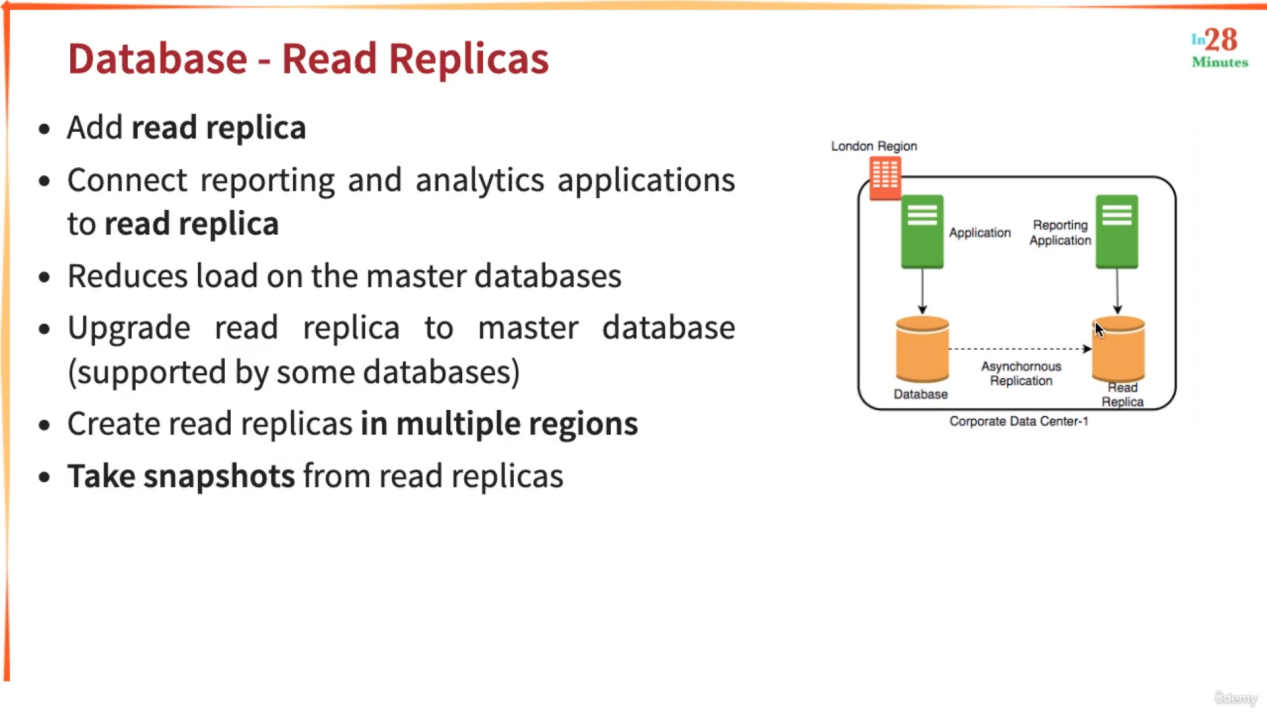 Database - Read Replicas
In28
Minutes
• Add read replica
• Connect reporting and analytics applications
to read replica
• Reduces load on the master databases
• Upgrade read replica to master database
(supported by some databases)
• Create read replicas in multiple regions
• Take snapshots from read replicas
London Region
Application
Reporting
Application
Asynchornous
Replication
Database
Read
Replica
Corporate Data Center-1
ûdemy